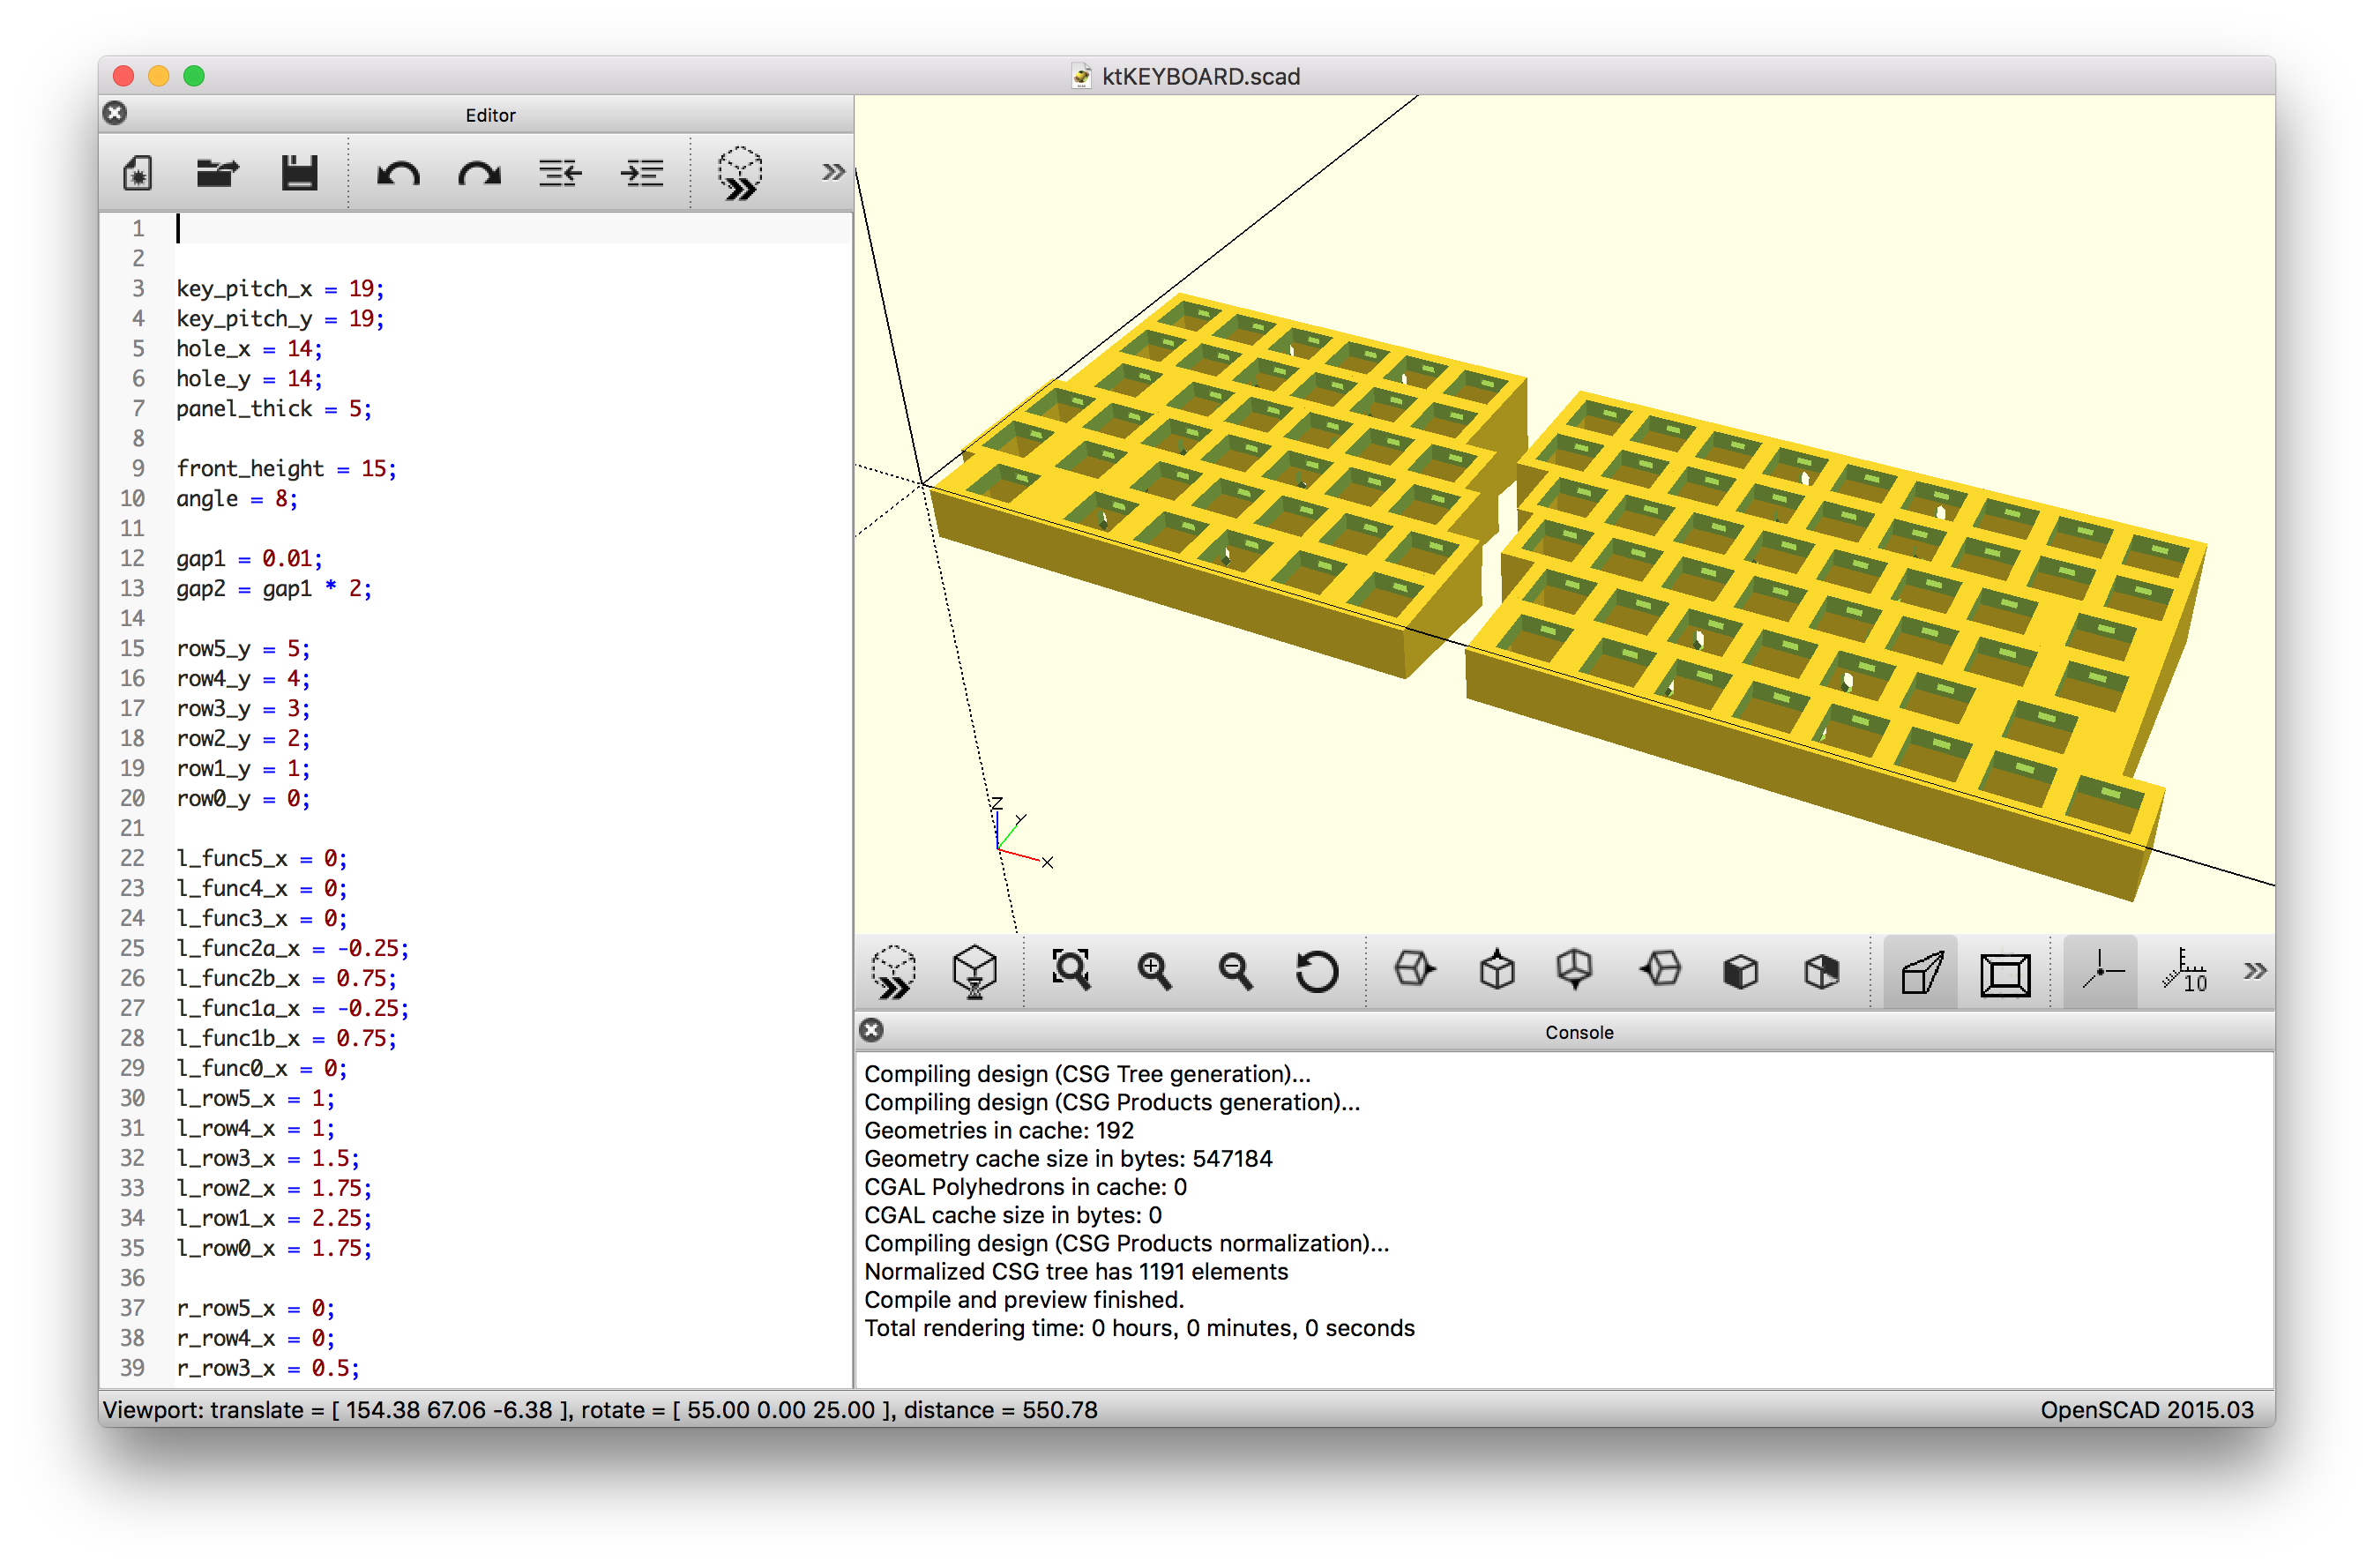 ktKEYBOARD.scad
Editor
1
2
3 key_pitch_x = 19;
4 key_pitch_y = 19;
5 hole_x = 14;
6 hole_y = 14;
7 panel_thick = 5;
8
9 front_height = 15;
10 angle = 8;
11
12 gap1 = 0.01;
13 gap2 = gap1 * 2;
14
15 row5_y = 5;
16 row4_y = 4;
17 row3_y = 3;
18 row2_y = 2;
19 row1_y = 1;
20 row0_y = 0;
21
22 l_func5_x = 0;
23 l_func4_x = 0;
24 l_func3_x = 0;
25 l_func2a_x = -0.25;
26 l_func2b_x = 0.75;
27 l_func1a_x = -0.25;
28 l_func1b_x = 0.75;
29 l_func0_x = 0;
30 l_row5_x = 1;
31 l_row4_x = 1;
32 l_row3_x = 1.5;
33 l_row2_x = 1.75;
34 l_row1_x = 2.25;
35 l_row0_x = 1.75;
36
37 r_row5_x = 0;
38 r_row4_x = 0;
39 r_row3_x = 0.5;
Z
Y
X
10
Console
Compiling design (CSG Tree generation)...
Compiling design (CSG Products generation)...
Geometries in cache: 192
Geometry cache size in bytes: 547184
CGAL Polyhedrons in cache: 0
CGAL cache size in bytes: 0
Compiling design (CSG Products normalization)...
Normalized CSG tree has 1191 elements
Compile and preview finished.
Total rendering time: 0 hours, 0 minutes, 0 seconds
Viewport: translate = [ 154.38 67.06 -6.38 ], rotate = [ 55.00 0.00 25.00 ], distance = 550.78
OpenSCAD 2015.03